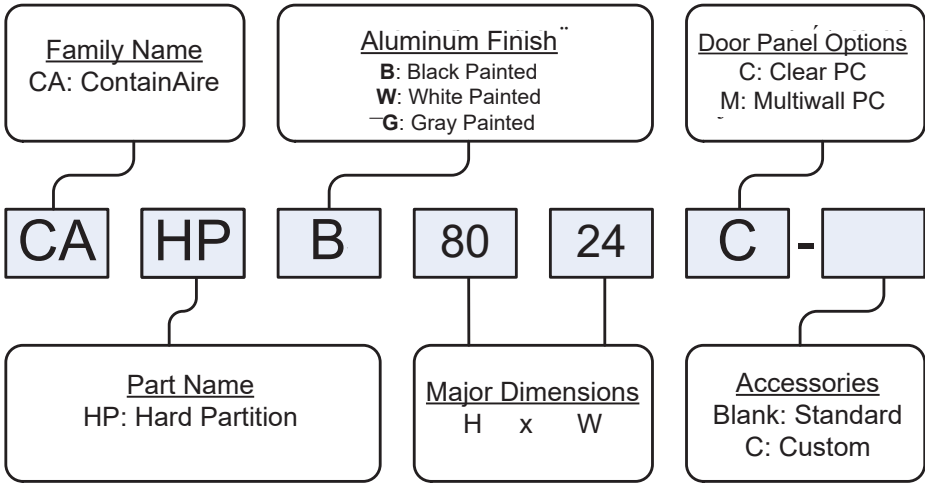 Family Name
CA: ContainAire
Aluminum Finish
B: Black Painted
W: White Painted
G: Gray Painted
Door Panel Options
C: Clear PC
M: Multiwall PC
CA HP B 80 24 C -
Part Name
HP: Hard Partition
Major Dimensions
H x W
Accessories
Blank: Standard
C: Custom